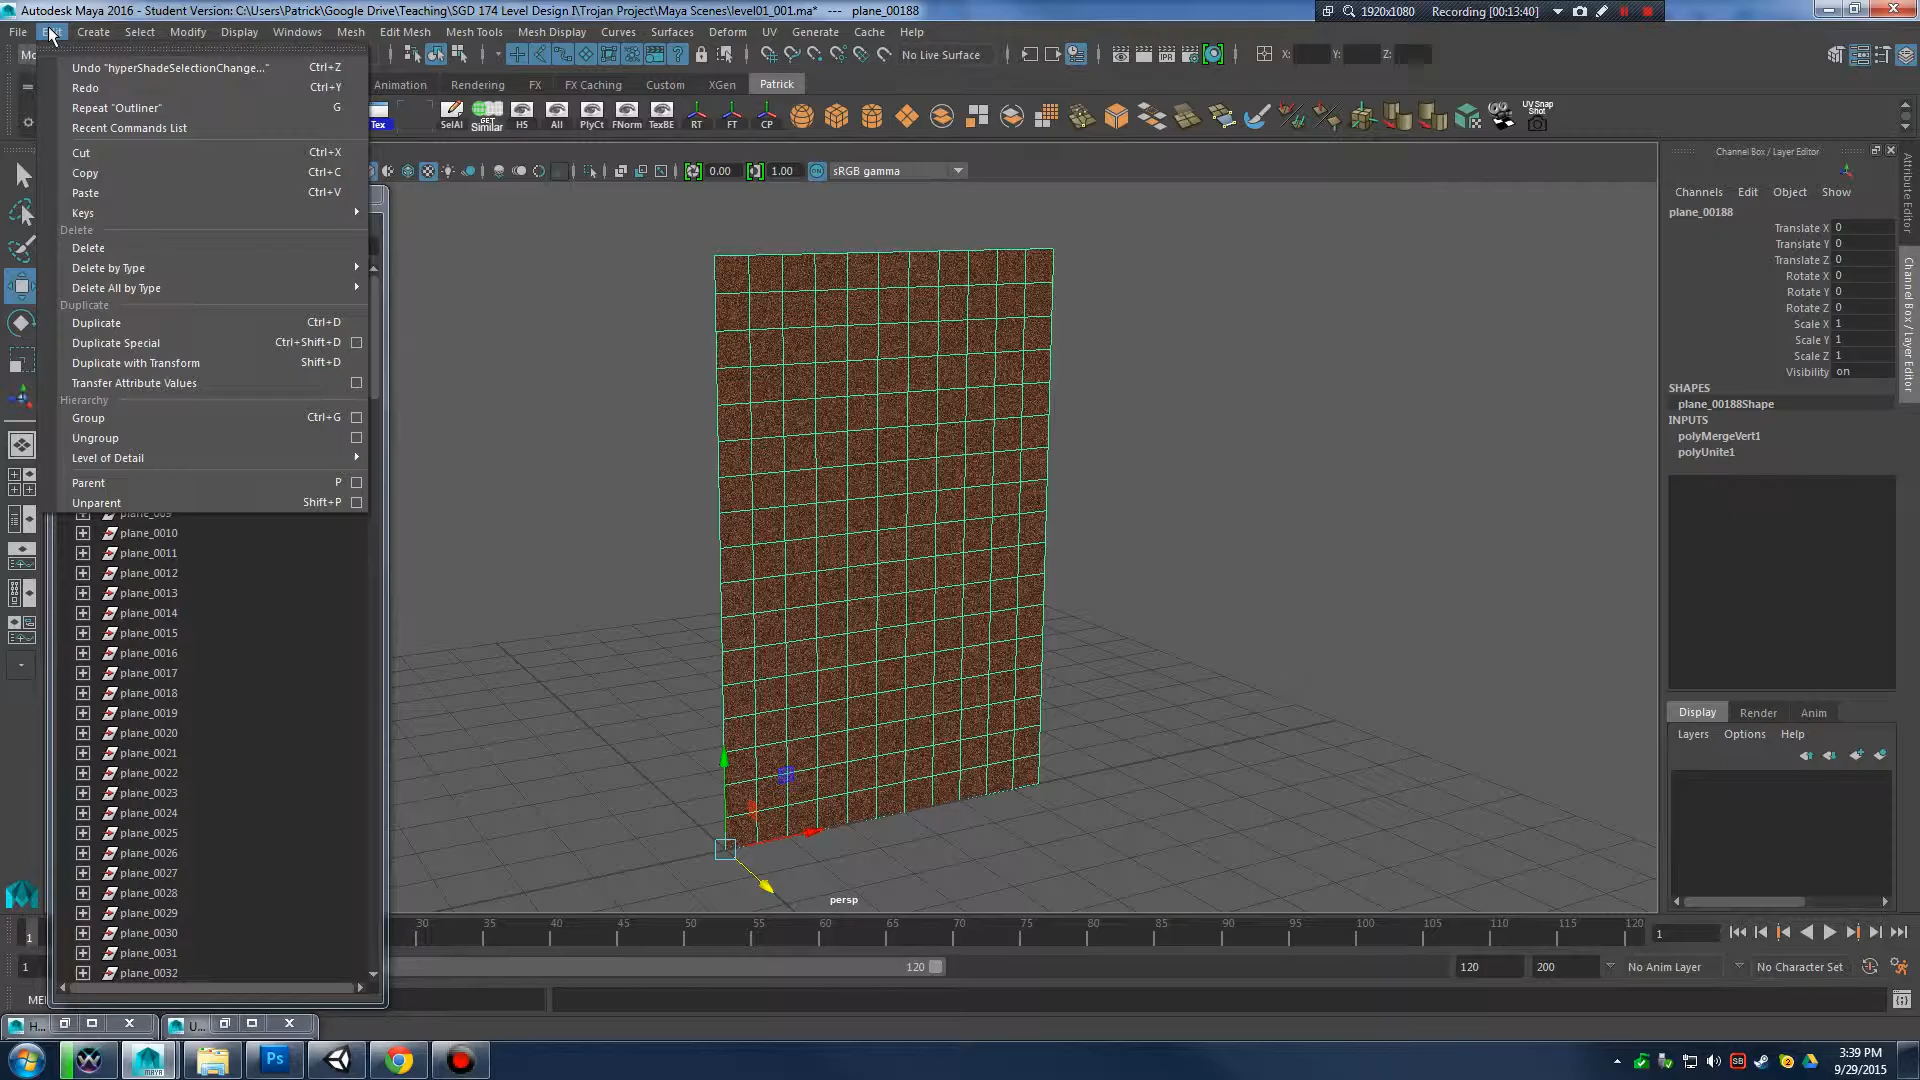 Autodesk Maya 2016 - Student Version: C:\Users\Patrick\Google Drive\Teaching\SGD 174 Level Design I\Trojan Project\Maya Scenes\level01_001.ma*   ---   plane_00188
1920x1080
Recording [00:13:40]
File
Create
Select
Modify
Display
Windows
Mesh
Edit Mesh
Mesh Tools
Mesh Display
Curves
Surfaces
Deform
UV
Generate
Cache
Help
No Live Surface
X:
Y:
Z:
Animation
Rendering
FX
FX Caching
Custom
XGen
Patrick
Tex
SelAl
GET Similar
HS
All
PlyCt
FNorm
TexBE
RT
FT
CP
UV Snap Shot
0.00
1.00
sRGB gamma
Undo "hyperShadeSelectionChange..." Ctrl+Z
Redo Ctrl+Y
Repeat "Outliner" G
Recent Commands List
Cut Ctrl+X
Copy Ctrl+C
Paste Ctrl+V
Keys
Delete
Delete
Delete by Type
Delete All by Type
Duplicate
Duplicate Ctrl+D
Duplicate Special Ctrl+Shift+D
Duplicate with Transform Shift+D
Transfer Attribute Values
Hierarchy
Group Ctrl+G
Ungroup
Level of Detail
Parent P
Unparent Shift+P
plane_009
plane_0010
plane_0011
plane_0012
plane_0013
plane_0014
plane_0015
plane_0016
plane_0017
plane_0018
plane_0019
plane_0020
plane_0021
plane_0022
plane_0023
plane_0024
plane_0025
plane_0026
plane_0027
plane_0028
plane_0029
plane_0030
plane_0031
plane_0032
persp
Channel Box / Layer Editor
Channels Edit Object Show
plane_00188
Translate X 0
Translate Y 0
Translate Z 0
Rotate X 0
Rotate Y 0
Rotate Z 0
Scale X 1
Scale Y 1
Scale Z 1
Visibility on
SHAPES
plane_00188Shape
INPUTS
polyMergeVert1
polyUnite1
Display Render Anim
Layers Options Help
Attribute Editor
Channel Box / Layer Editor
1 30 35 40 45 50 55 60 65 70 75 80 85 90 95 100 105 110 115 120
1
1
120
120
200
No Anim Layer
No Character Set
MEL
H...
U...
MAYA
Ps
SB
3:39 PM
9/29/2015